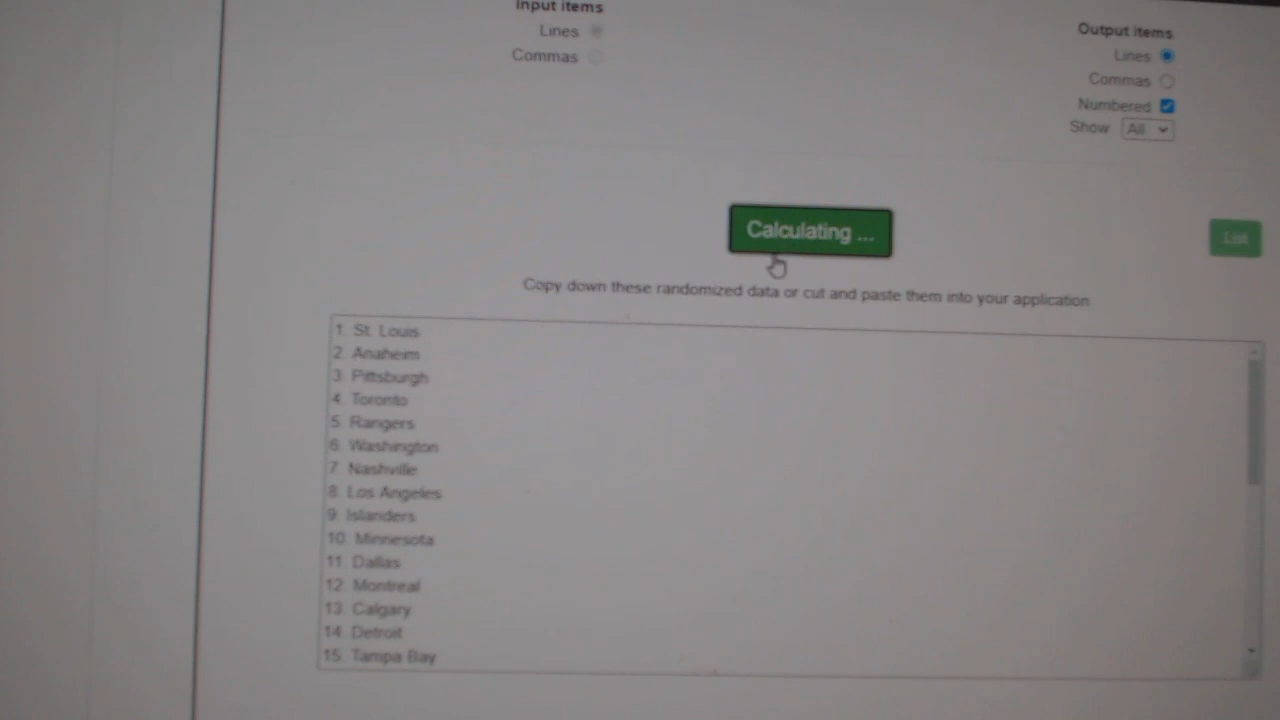 Input items
Lines
Commas
Output items
Lines
Commas
Numbered
Show All
Calculating ...
List
Copy down these randomized data or cut and paste them into your application
1. St. Louis
2. Anaheim
3. Pittsburgh
4. Toronto
5. Rangers
6. Washington
7. Nashville
8. Los Angeles
9. Islanders
10. Minnesota
11. Dallas
12. Montreal
13. Calgary
14. Detroit
15. Tampa Bay